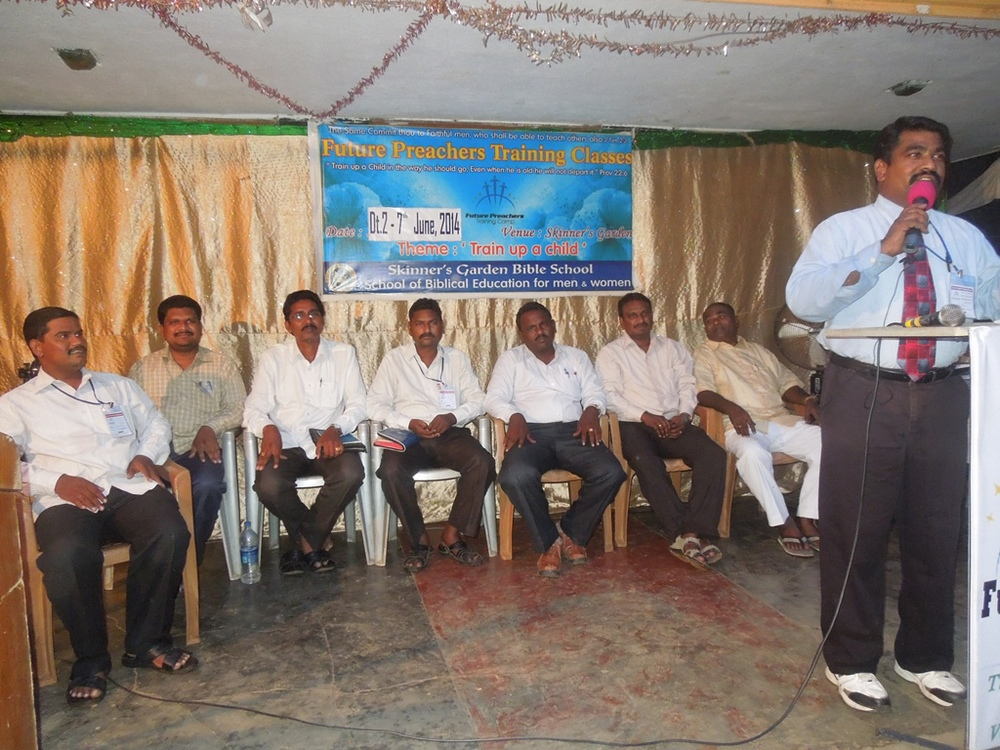 The Same Commit thou to Faithful men, who shall be able to teach others also
Future Preachers Training Classes
"Train up a Child in the way he should go; Even when he is old he will not depart it." Prov 22:6
Future Preachers
Training Camp
Date : Dt.2 - 7th June, 2014 Venue : Skinner's Garden
Theme : ' Train up a child '
Skinner's Garden Bible School
School of Biblical Education for men & women